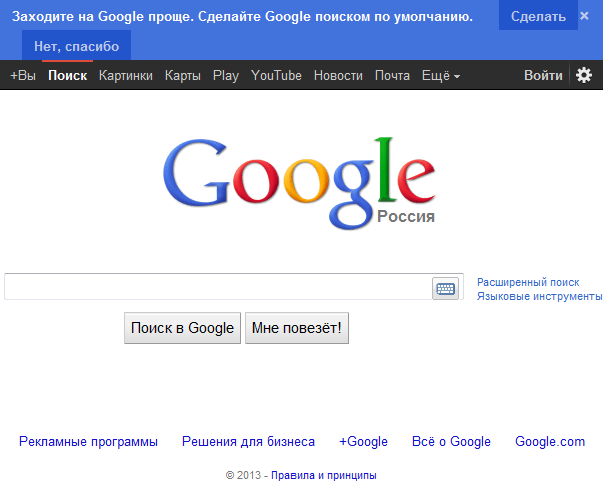 Заходите на Google проще. Сделайте Google поиском по умолчанию. Сделать ×
Нет, спасибо
+Вы Поиск Картинки Карты Play YouTube Новости Почта Ещё Войти
Google
Россия
Расширенный поиск
Языковые инструменты
Поиск в Google Мне повезёт!
Рекламные программы Решения для бизнеса +Google Всё о Google Google.com
© 2013 - Правила и принципы